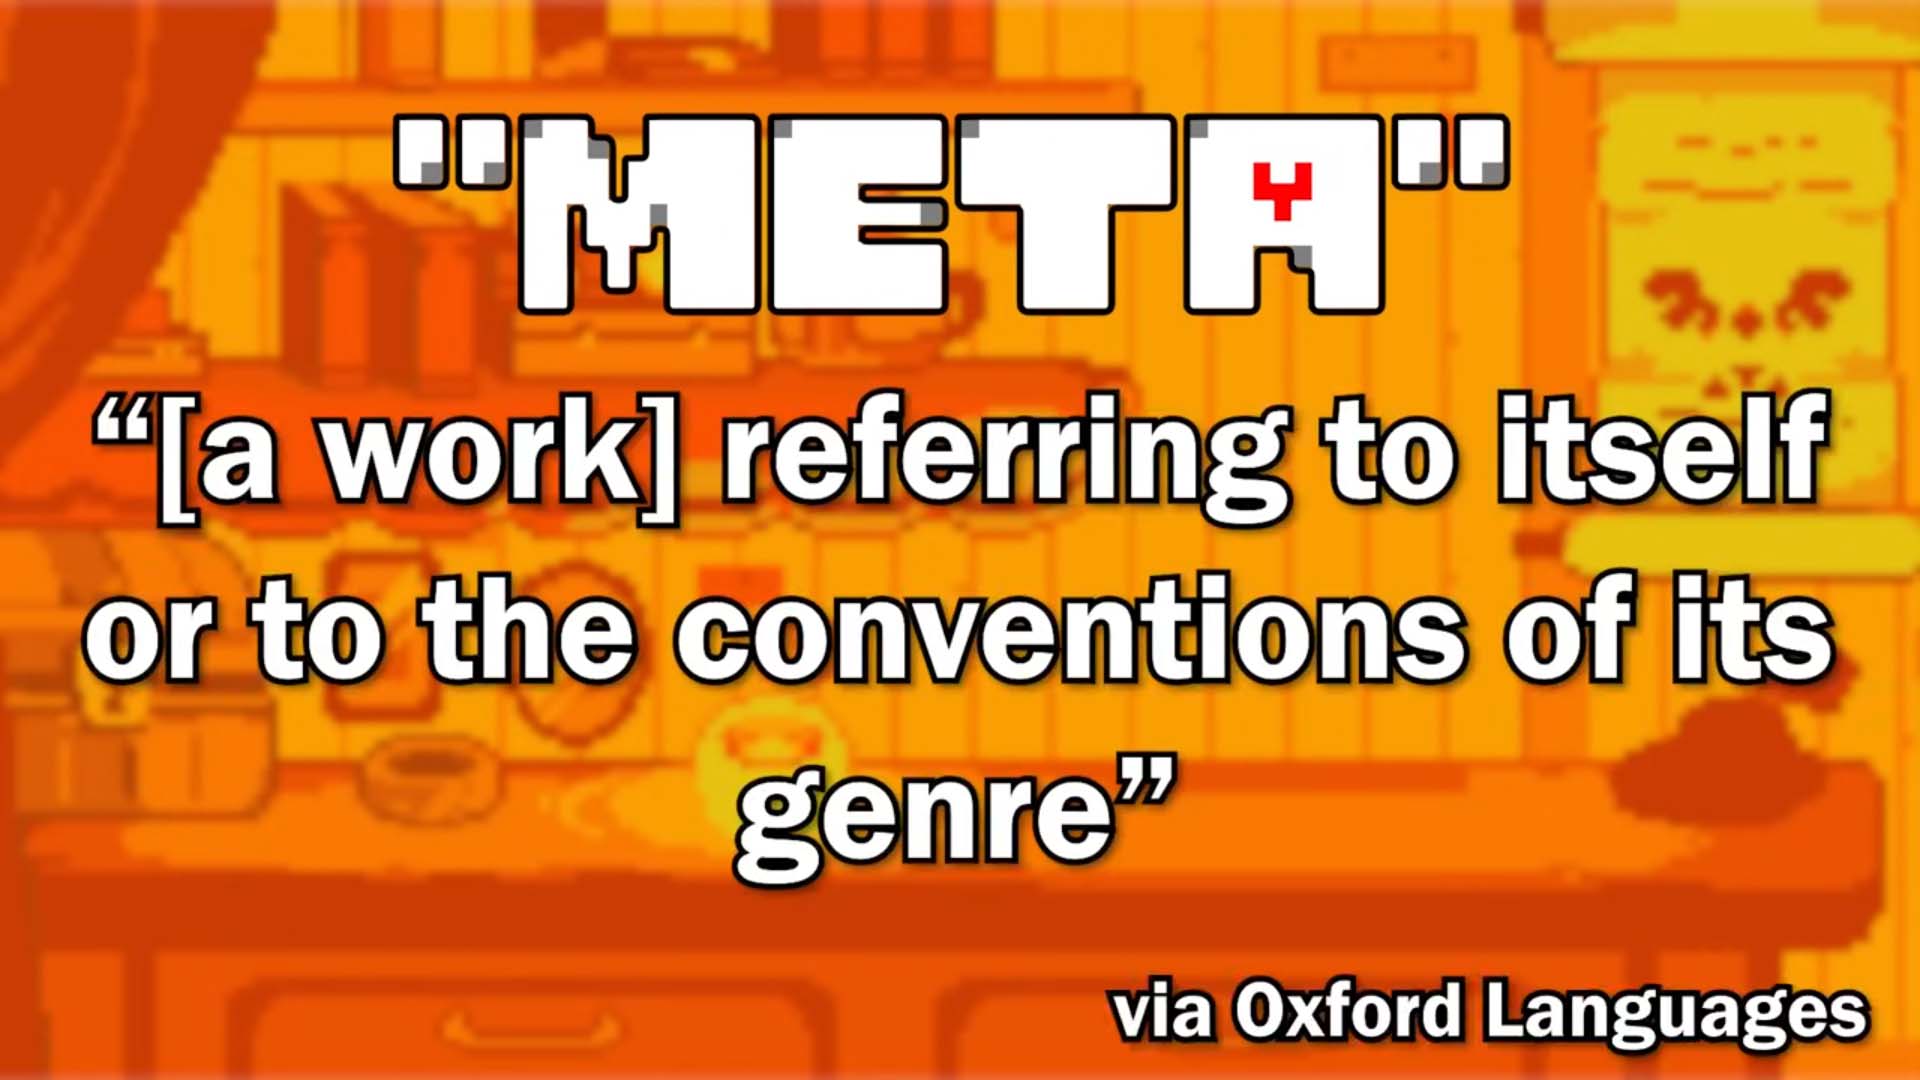 "META"
“[a work] referring to itself
or to the conventions of its
genre”
via Oxford Languages